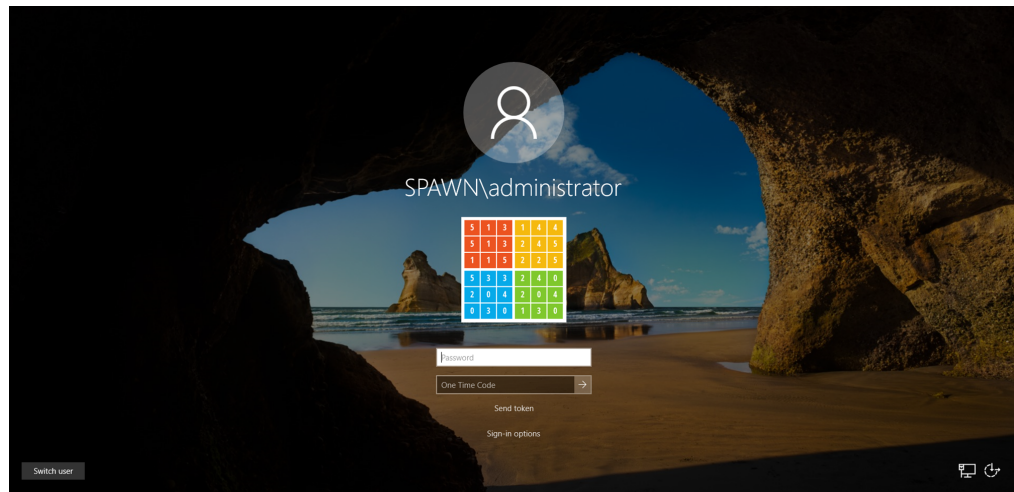 SPAWN\administrator
5 1 3 1 4 4
5 1 3 2 4 5
1 1 5 2 2 5
5 3 3 2 4 0
2 0 4 2 0 4
0 3 0 1 3 0
Password
One Time Code
Send token
Sign-in options
Switch user